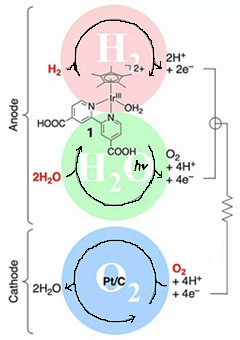 H2
H₂
2H⁺
+ 2e⁻
]2+
Ir^III
OH₂
N
N
HOOC
1
COOH
Anode
H2O
hν
2H₂O
O₂
+ 4H⁺
+ 4e⁻
Cathode
O2
Pt/C
2H₂O
O₂
+ 4H⁺
+ 4e⁻